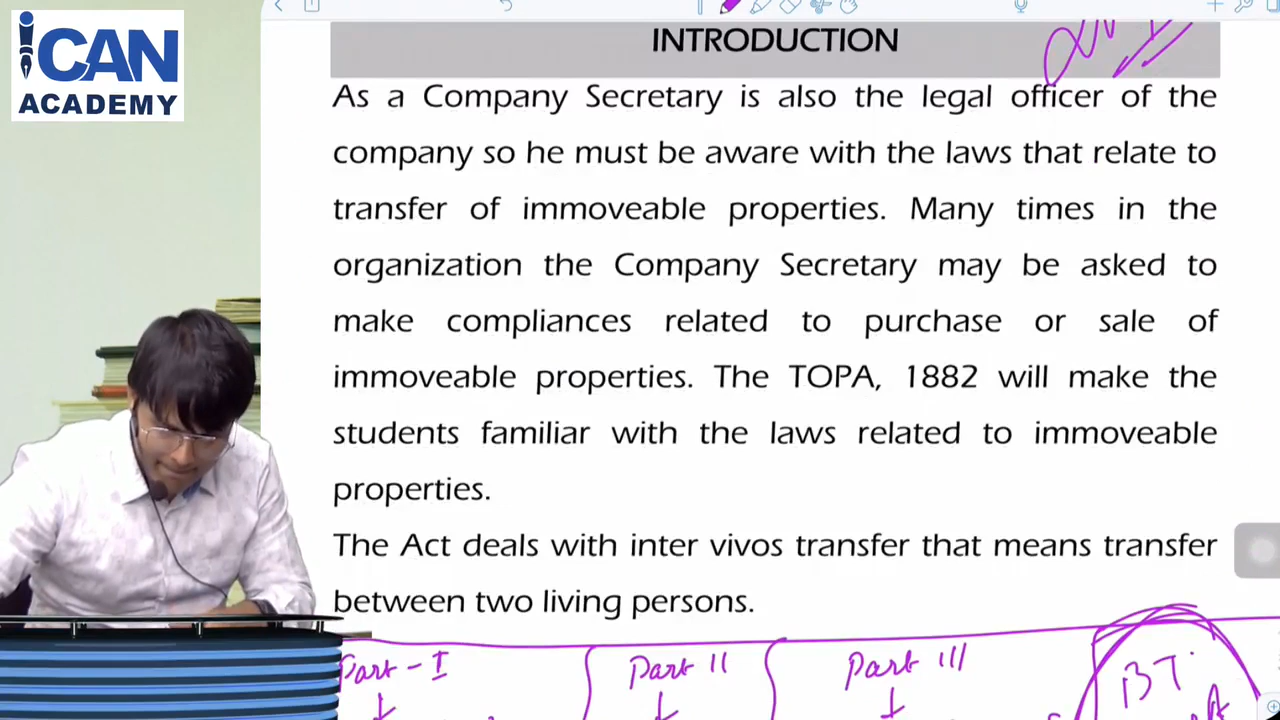 iCAN
ACADEMY
INTRODUCTION
As a Company Secretary is also the legal officer of the
company so he must be aware with the laws that relate to
transfer of immoveable properties. Many times in the
organization the Company Secretary may be asked to
make compliances related to purchase or sale of
immoveable properties. The TOPA, 1882 will make the
students familiar with the laws related to immoveable
properties.
The Act deals with inter vivos transfer that means transfer
between two living persons.
Part - I
Part II
Part III
BT